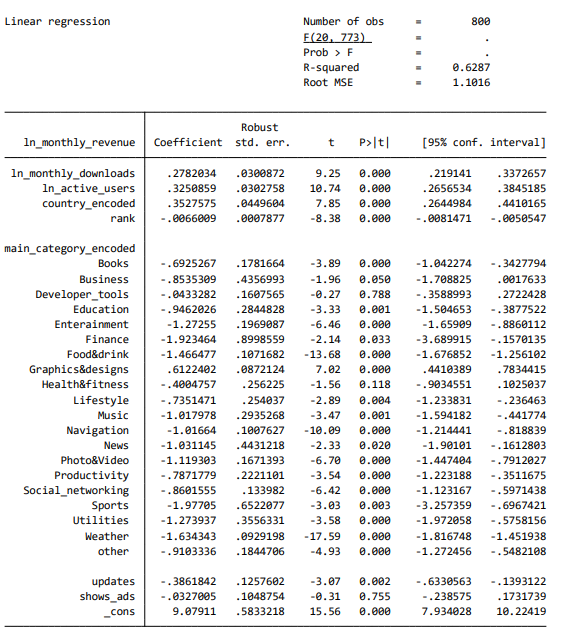 Linear regression Number of obs = 800
F(20, 773) = .
Prob > F = .
R-squared = 0.6287
Root MSE = 1.1016
Robust
ln_monthly_revenue Coefficient std. err. t P>|t| [95% conf. interval]
ln_monthly_downloads .2782034 .0300872 9.25 0.000 .219141 .3372657
ln_active_users .3250859 .0302758 10.74 0.000 .2656534 .3845185
country_encoded .3527575 .0449604 7.85 0.000 .2644984 .4410165
rank -.0066009 .0007877 -8.38 0.000 -.0081471 -.0050547
main_category_encoded
Books -.6925267 .1781664 -3.89 0.000 -1.042274 -.3427794
Business -.8535309 .4356993 -1.96 0.050 -1.708825 .0017633
Developer_tools -.0433282 .1607565 -0.27 0.788 -.3588993 .2722428
Education -.9462026 .2844828 -3.33 0.001 -1.504653 -.3877522
Enterainment -1.27255 .1969087 -6.46 0.000 -1.65909 -.8860112
Finance -1.923464 .8998559 -2.14 0.033 -3.689915 -.1570135
Food&drink -1.466477 .1071682 -13.68 0.000 -1.676852 -1.256102
Graphics&designs .6122402 .0872124 7.02 0.000 .4410389 .7834415
Health&fitness -.4004757 .256225 -1.56 0.118 -.9034551 .1025037
Lifestyle -.7351471 .254037 -2.89 0.004 -1.233831 -.236463
Music -1.017978 .2935268 -3.47 0.001 -1.594182 -.441774
Navigation -1.01664 .1007627 -10.09 0.000 -1.214441 -.818839
News -1.031145 .4431218 -2.33 0.020 -1.90101 -.1612803
Photo&Video -1.119303 .1671393 -6.70 0.000 -1.447404 -.7912027
Productivity -.7871779 .2221101 -3.54 0.000 -1.223188 -.3511675
Social_networking -.8601555 .133982 -6.42 0.000 -1.123167 -.5971438
Sports -1.97705 .6522077 -3.03 0.003 -3.257359 -.6967421
Utilities -1.273937 .3556331 -3.58 0.000 -1.972058 -.5758156
Weather -1.634343 .0929198 -17.59 0.000 -1.816748 -1.451938
other -.9103336 .1844706 -4.93 0.000 -1.272456 -.5482108
updates -.3861842 .1257602 -3.07 0.002 -.6330563 -.1393122
shows_ads -.0327005 .1048754 -0.31 0.755 -.238575 .1731739
_cons 9.07911 .5833218 15.56 0.000 7.934028 10.22419